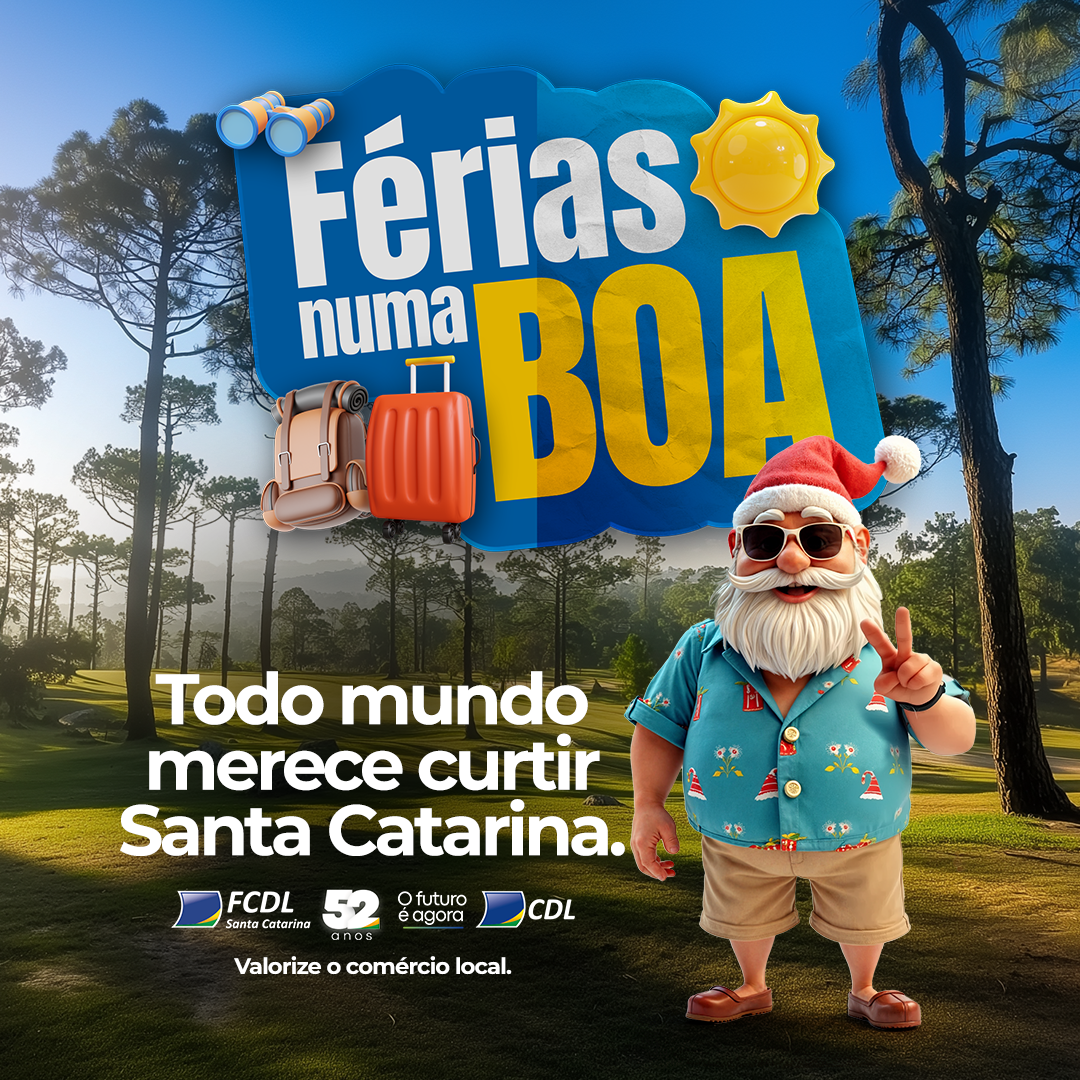 Férias
numa
BOA
Todo mundo
merece curtir
Santa Catarina.
FCDL
Santa Catarina
52
anos
O futuro
é agora
CDL
Valorize o comércio local.